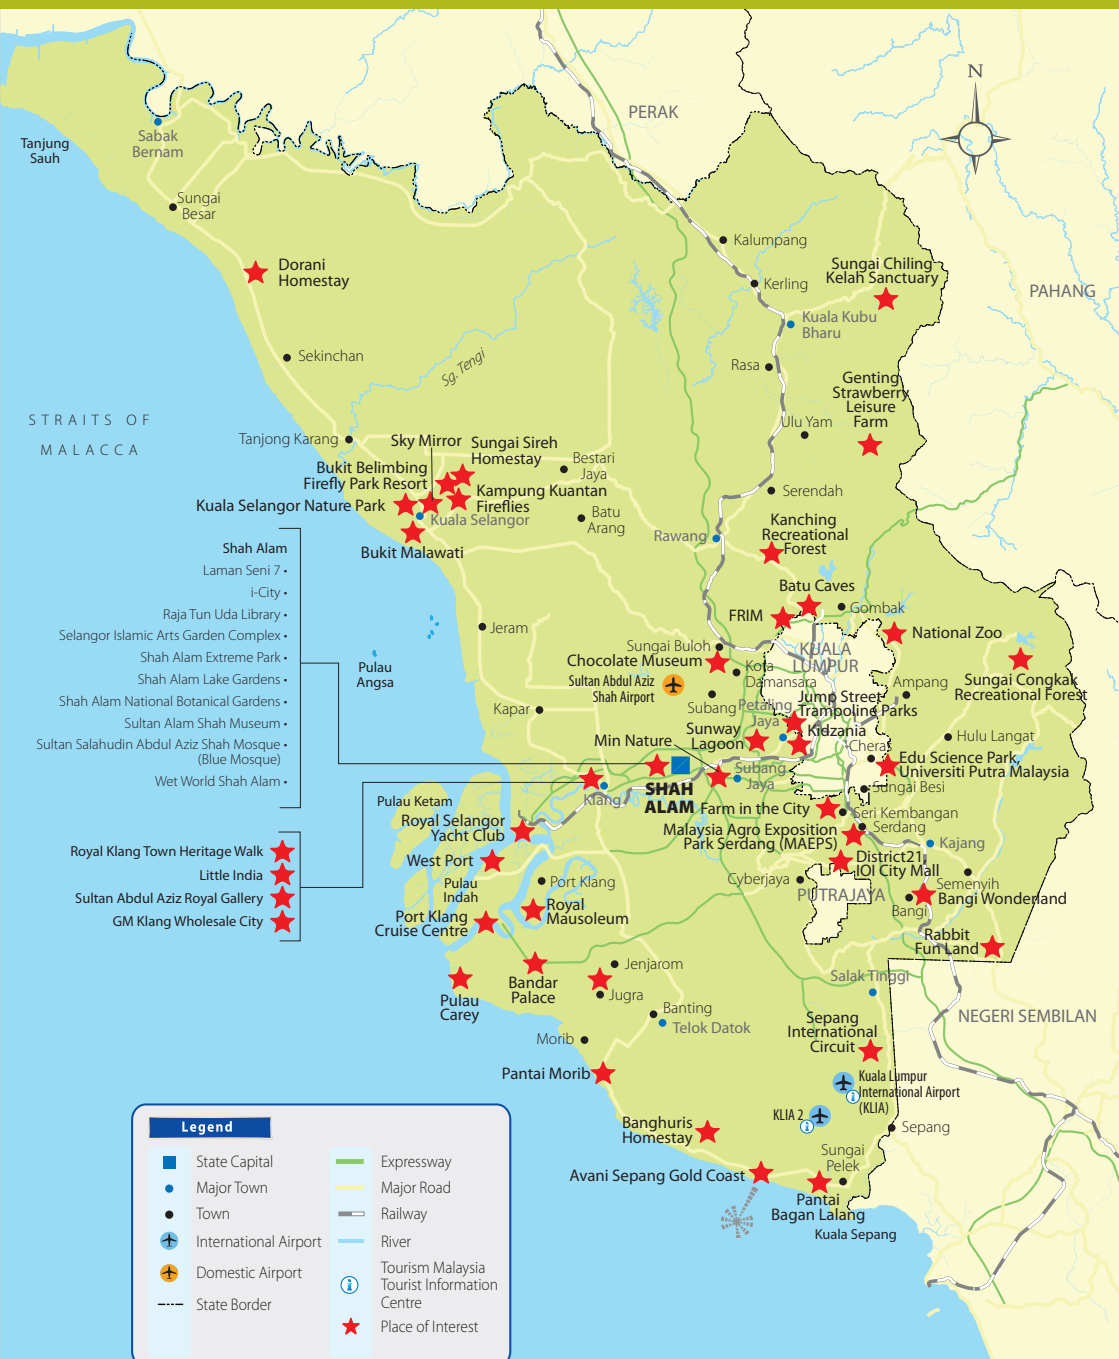 N
PERAK
Tanjung
Sauh
Sabak
Bernam
Sungai
Besar
Kalumpang
Dorani
Homestay
Sungai Chiling
Kelah Sanctuary
Kerling
PAHANG
Kuala Kubu
Bharu
Sekinchan
Sg. Tengi
Rasa
Genting
Strawberry
Leisure
Farm
STRAITS OF
MALACCA
Ulu Yam
Tanjong Karang
Sky Mirror
Sungai Sireh
Homestay
Bestari
Jaya
Bukit Belimbing
Firefly Park Resort
Kampung Kuantan
Fireflies
Serendah
Kuala Selangor Nature Park
Kuala Selangor
Batu
Arang
Kanching
Recreational
Forest
Rawang
Bukit Malawati
Shah Alam
Laman Seni 7 •
i-City •
Raja Tun Uda Library •
Selangor Islamic Arts Garden Complex •
Shah Alam Extreme Park •
Shah Alam Lake Gardens •
Shah Alam National Botanical Gardens •
Sultan Alam Shah Museum •
Sultan Salahudin Abdul Aziz Shah Mosque •
(Blue Mosque)
Wet World Shah Alam •
Batu Caves
Gombak
FRIM
Jeram
National Zoo
Sungai Buloh
KUALA
LUMPUR
Chocolate Museum
Pulau
Angsa
Kota
Damansara
Sultan Abdul Aziz
Shah Airport
Sungai Congkak
Recreational Forest
Ampang
Kapar
Subang
Petaling
Jaya
Jump Street
Trampoline Parks
Sunway
Lagoon
Kidzania
Min Nature
Cheras
Hulu Langat
Edu Science Park,
Universiti Putra Malaysia
Subang
Jaya
Sungai Besi
SHAH
ALAM
Klang
Pulau Ketam
Farm in the City
Seri Kembangan
Royal Selangor
Yacht Club
Malaysia Agro Exposition
Park Serdang (MAEPS)
Serdang
Kajang
Royal Klang Town Heritage Walk
Little India
Sultan Abdul Aziz Royal Gallery
GM Klang Wholesale City
West Port
District21
IOI City Mall
Cyberjaya
Port Klang
Pulau
Indah
PUTRAJAYA
Semenyih
Bangi Wonderland
Bangi
Royal
Mausoleum
Port Klang
Cruise Centre
Rabbit
Fun Land
Jenjarom
Bandar
Palace
Salak Tinggi
Jugra
Pulau
Carey
Banting
Telok Datok
Sepang
International
Circuit
NEGERI SEMBILAN
Morib
Pantai Morib
Kuala Lumpur
International Airport
(KLIA)
KLIA 2
Banghuris
Homestay
Sepang
Sungai
Pelek
Avani Sepang Gold Coast
Pantai
Bagan Lalang
Kuala Sepang
Legend
State Capital
Major Town
Town
International Airport
Domestic Airport
State Border
Expressway
Major Road
Railway
River
Tourism Malaysia
Tourist Information
Centre
Place of Interest